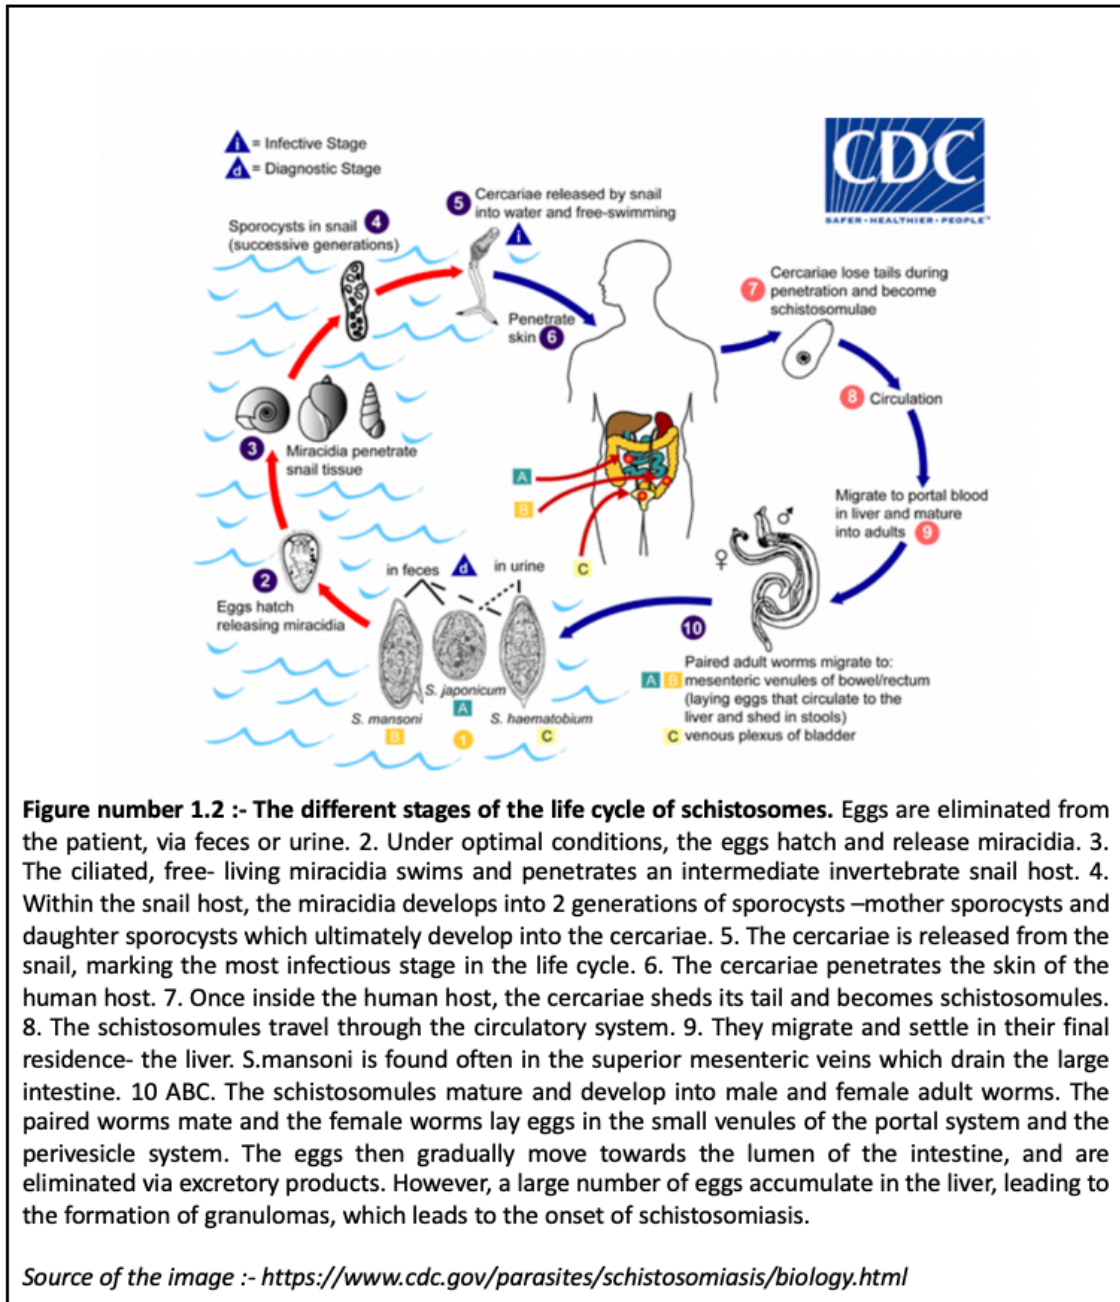 i = Infective Stage
d = Diagnostic Stage
CDC
SAFER·HEALTHIER·PEOPLE™
5 Cercariae released by snail
into water and free-swimming
i
Sporocysts in snail 4
(successive generations)
7 Cercariae lose tails during
penetration and become
schistosomulae
Penetrate
skin 6
8 Circulation
3 Miracidia penetrate
snail tissue
A
B
C
Migrate to portal blood
in liver and mature
into adults 9
♂
♀
in feces d in urine
2
Eggs hatch
releasing miracidia
10
Paired adult worms migrate to:
A B mesenteric venules of bowel/rectum
(laying eggs that circulate to the
liver and shed in stools)
C venous plexus of bladder
S. japonicum
A
S. mansoni
B
1
S. haematobium
C
Figure number 1.2 :- The different stages of the life cycle of schistosomes. Eggs are eliminated from
the patient, via feces or urine. 2. Under optimal conditions, the eggs hatch and release miracidia. 3.
The ciliated, free- living miracidia swims and penetrates an intermediate invertebrate snail host. 4.
Within the snail host, the miracidia develops into 2 generations of sporocysts –mother sporocysts and
daughter sporocysts which ultimately develop into the cercariae. 5. The cercariae is released from the
snail, marking the most infectious stage in the life cycle. 6. The cercariae penetrates the skin of the
human host. 7. Once inside the human host, the cercariae sheds its tail and becomes schistosomules.
8. The schistosomules travel through the circulatory system. 9. They migrate and settle in their final
residence- the liver. S.mansoni is found often in the superior mesenteric veins which drain the large
intestine. 10 ABC. The schistosomules mature and develop into male and female adult worms. The
paired worms mate and the female worms lay eggs in the small venules of the portal system and the
perivesicle system. The eggs then gradually move towards the lumen of the intestine, and are
eliminated via excretory products. However, a large number of eggs accumulate in the liver, leading to
the formation of granulomas, which leads to the onset of schistosomiasis.
Source of the image :- https://www.cdc.gov/parasites/schistosomiasis/biology.html